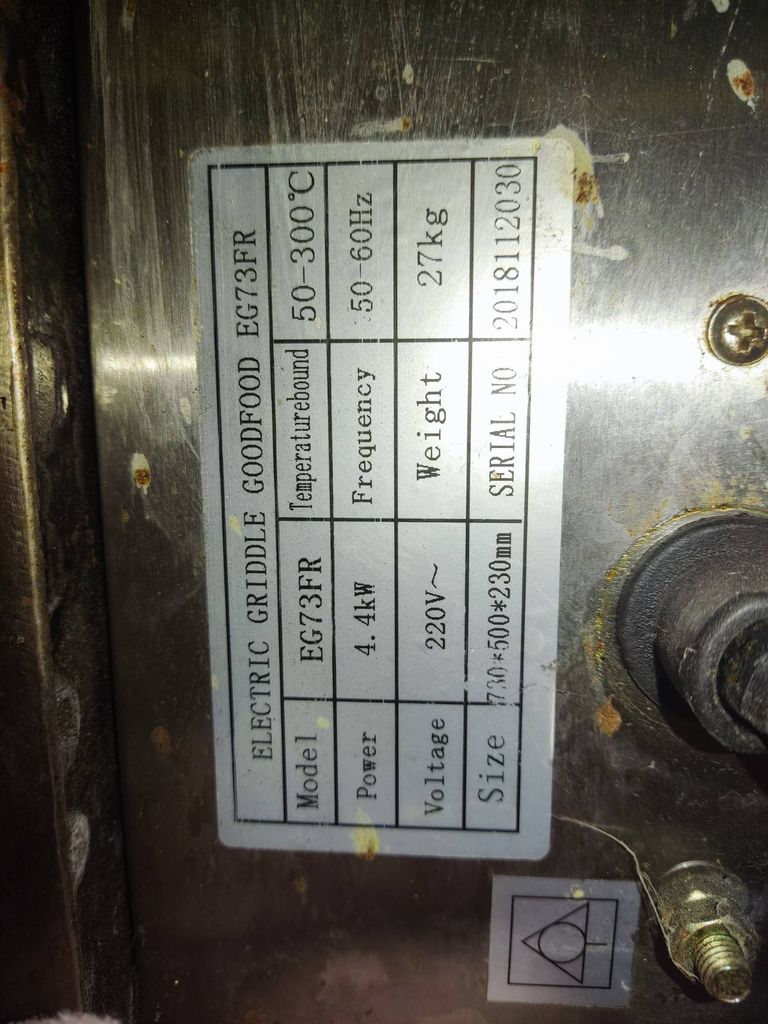 ELECTRIC GRIDDLE GOODFOOD EG73FR
Model EG73FR Temperaturebound 50-300℃
Power 4.4kW Frequency 50-60Hz
Voltage 220V～ Weight 27kg
Size 730*500*230mm SERIAL NO 2018112030